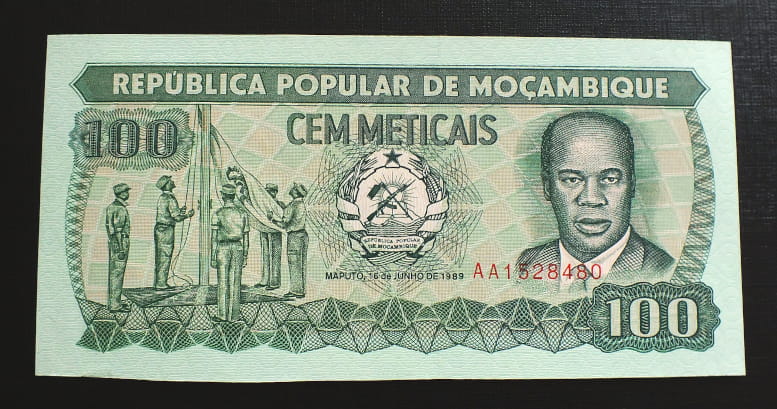 REPÚBLICA POPULAR DE MOÇAMBIQUE
100
CEM METICAIS
REPÚBLICA POPULAR
DE MOÇAMBIQUE
MAPUTO, 16 de JUNHO DE 1989
AA1528480
100